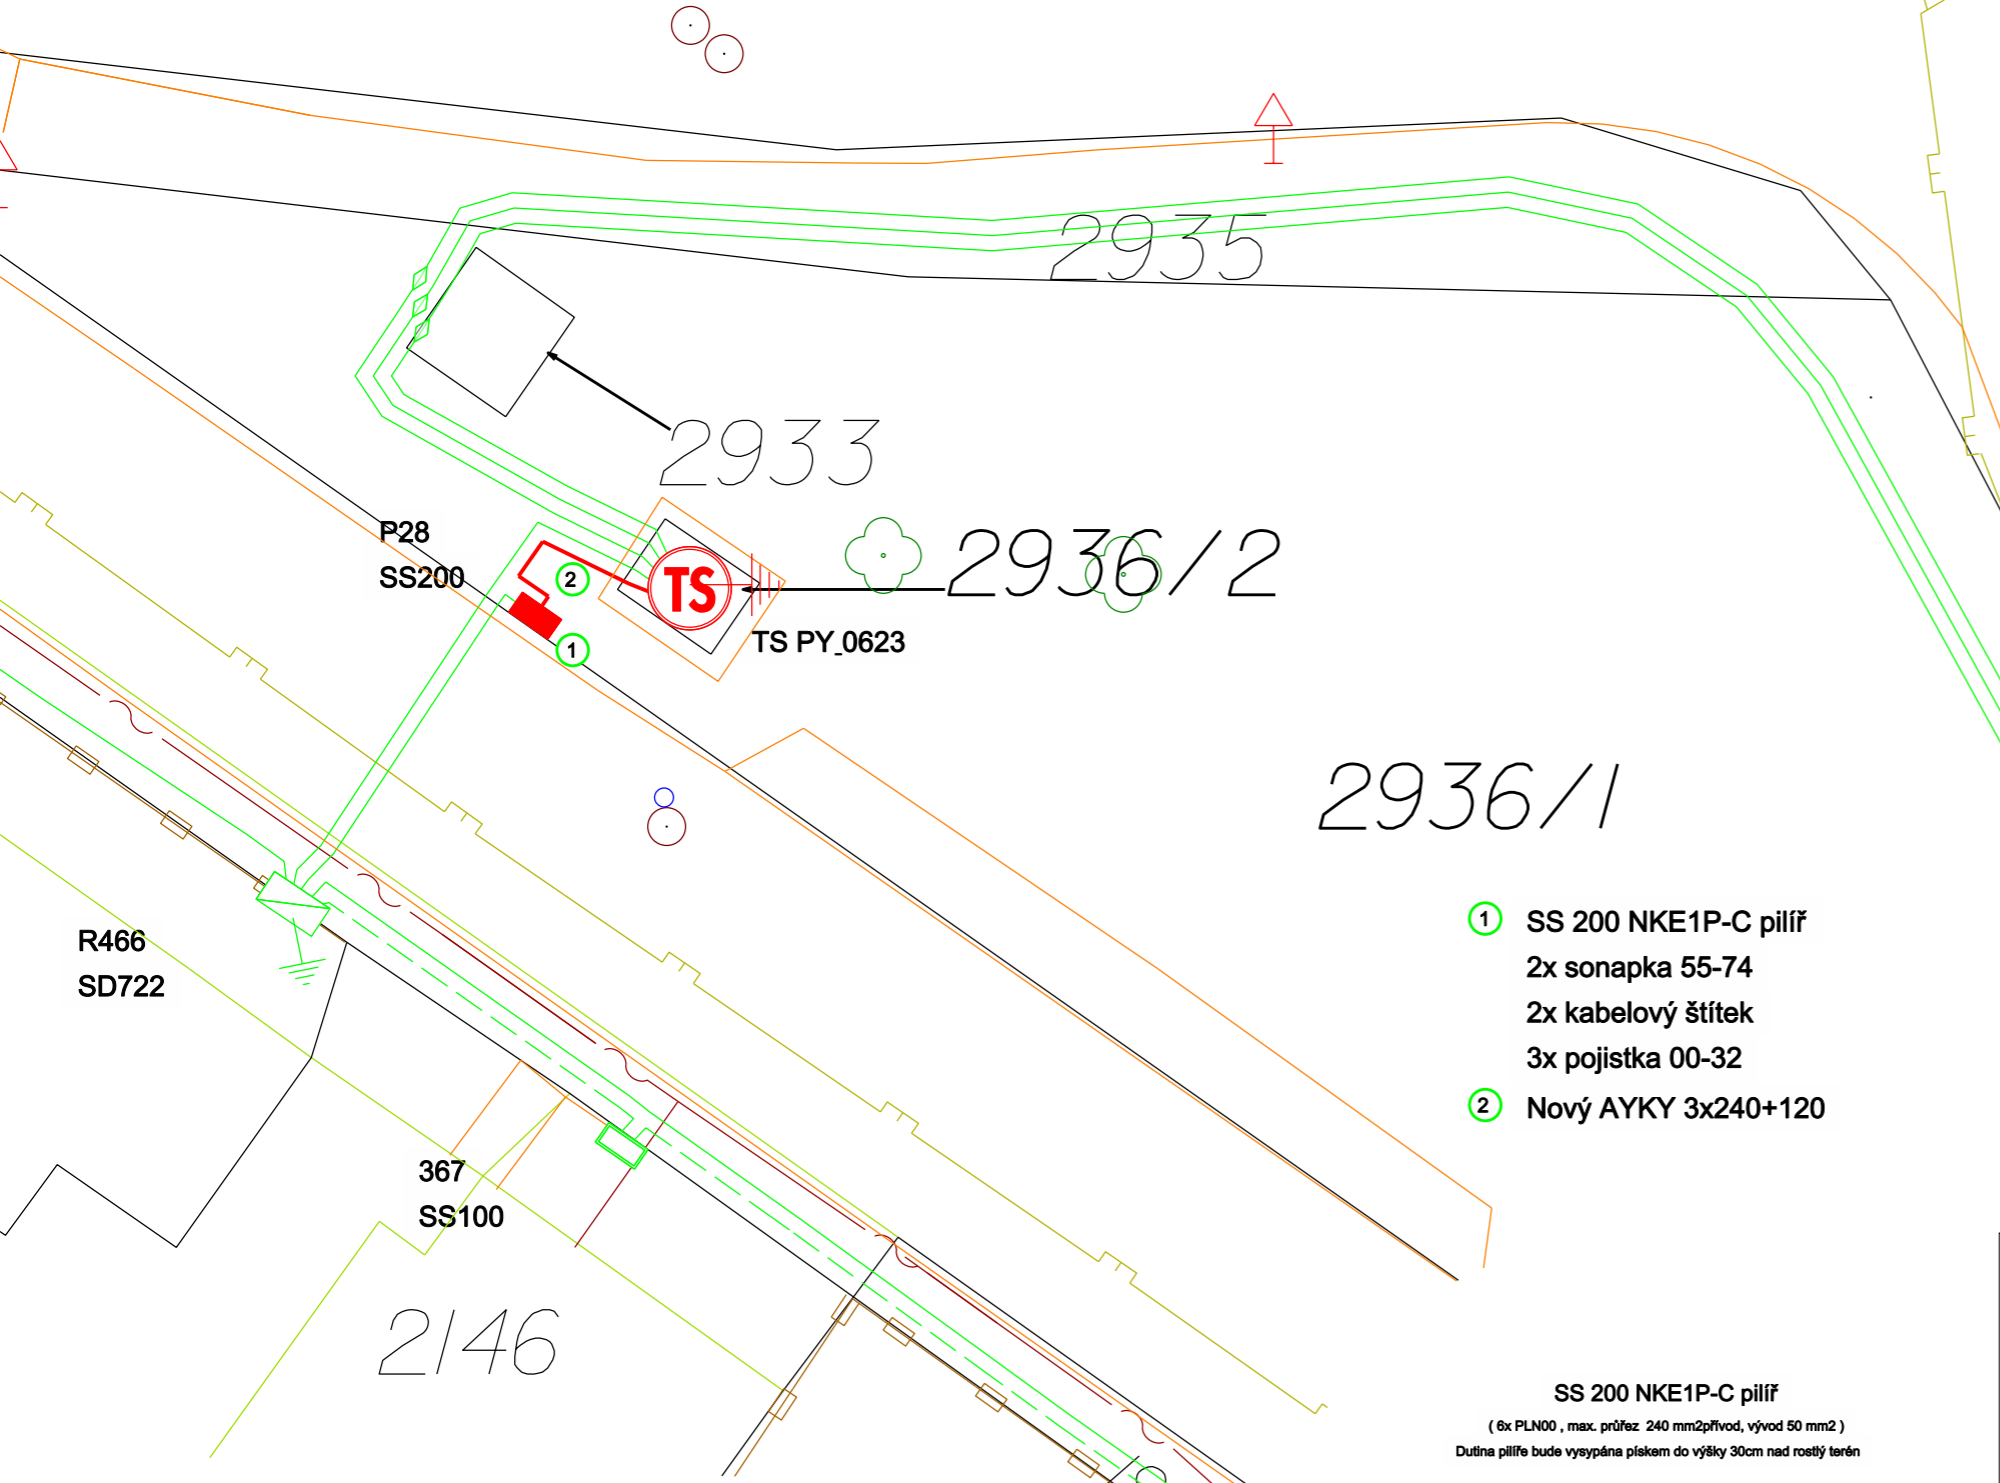 2935
2933
P28
SS200
2936/2
2
TS
1
TS PY_0623
2936/1
1 SS 200 NKE1P-C pilíř
2x sonapka 55-74
2x kabelový štítek
3x pojistka 00-32
2 Nový AYKY 3x240+120
R466
SD722
367
SS100
2146
SS 200 NKE1P-C pilíř
( 6x PLN00 , max. průřez 240 mm2přívod, vývod 50 mm2 )
Dutina pilíře bude vysypána pískem do výšky 30cm nad rostlý terén